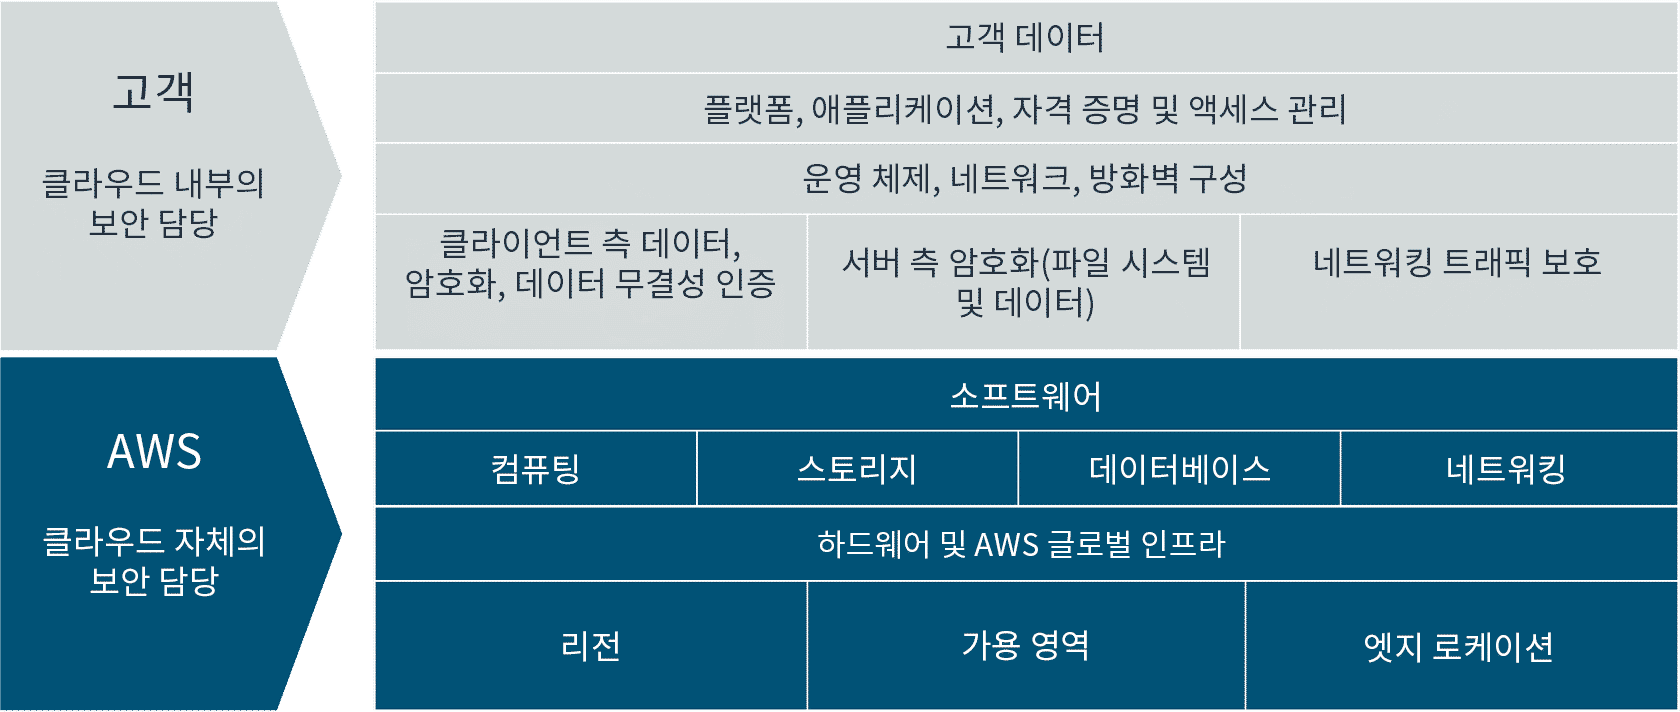 고객
클라우드 내부의
보안 담당
고객 데이터
플랫폼, 애플리케이션, 자격 증명 및 액세스 관리
운영 체제, 네트워크, 방화벽 구성
클라이언트 측 데이터,
암호화, 데이터 무결성 인증
서버 측 암호화(파일 시스템
및 데이터)
네트워킹 트래픽 보호
AWS
클라우드 자체의
보안 담당
소프트웨어
컴퓨팅
스토리지
데이터베이스
네트워킹
하드웨어 및 AWS 글로벌 인프라
리전
가용 영역
엣지 로케이션